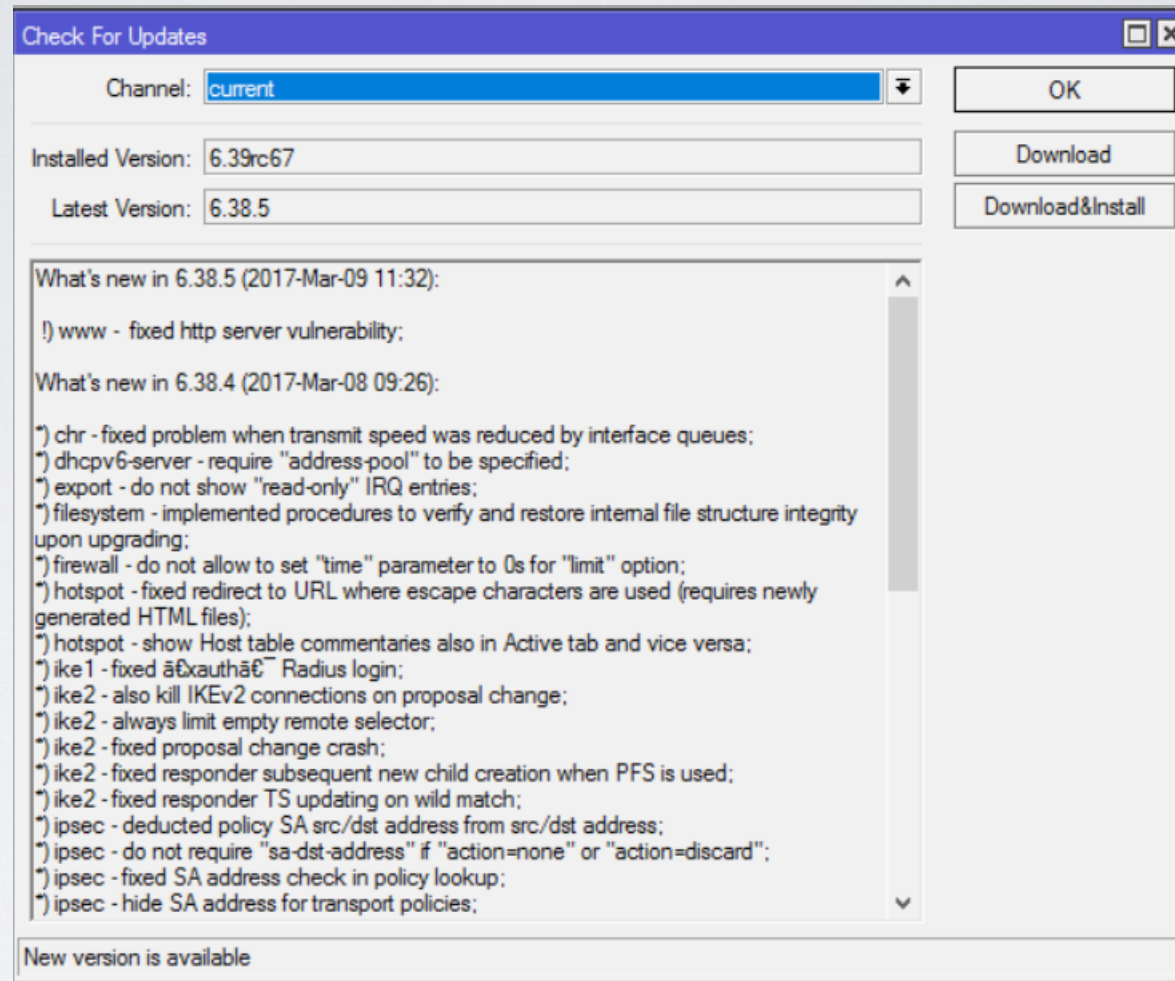 Check For Updates
Channel: current
OK
Installed Version: 6.39rc67
Download
Latest Version: 6.38.5
Download&Install
What's new in 6.38.5 (2017-Mar-09 11:32):
!) www - fixed http server vulnerability;
What's new in 6.38.4 (2017-Mar-08 09:26):
*) chr - fixed problem when transmit speed was reduced by interface queues;
*) dhcpv6-server - require "address-pool" to be specified;
*) export - do not show "read-only" IRQ entries;
*) filesystem - implemented procedures to verify and restore internal file structure integrity
upon upgrading;
*) firewall - do not allow to set "time" parameter to 0s for "limit" option;
*) hotspot - fixed redirect to URL where escape characters are used (requires newly
generated HTML files);
*) hotspot - show Host table commentaries also in Active tab and vice versa;
*) ike1 - fixed ā€xauthā€¯ Radius login;
*) ike2 - also kill IKEv2 connections on proposal change;
*) ike2 - always limit empty remote selector;
*) ike2 - fixed proposal change crash;
*) ike2 - fixed responder subsequent new child creation when PFS is used;
*) ike2 - fixed responder TS updating on wild match;
*) ipsec - deducted policy SA src/dst address from src/dst address;
*) ipsec - do not require "sa-dst-address" if "action=none" or "action=discard";
*) ipsec - fixed SA address check in policy lookup;
*) ipsec - hide SA address for transport policies;
New version is available